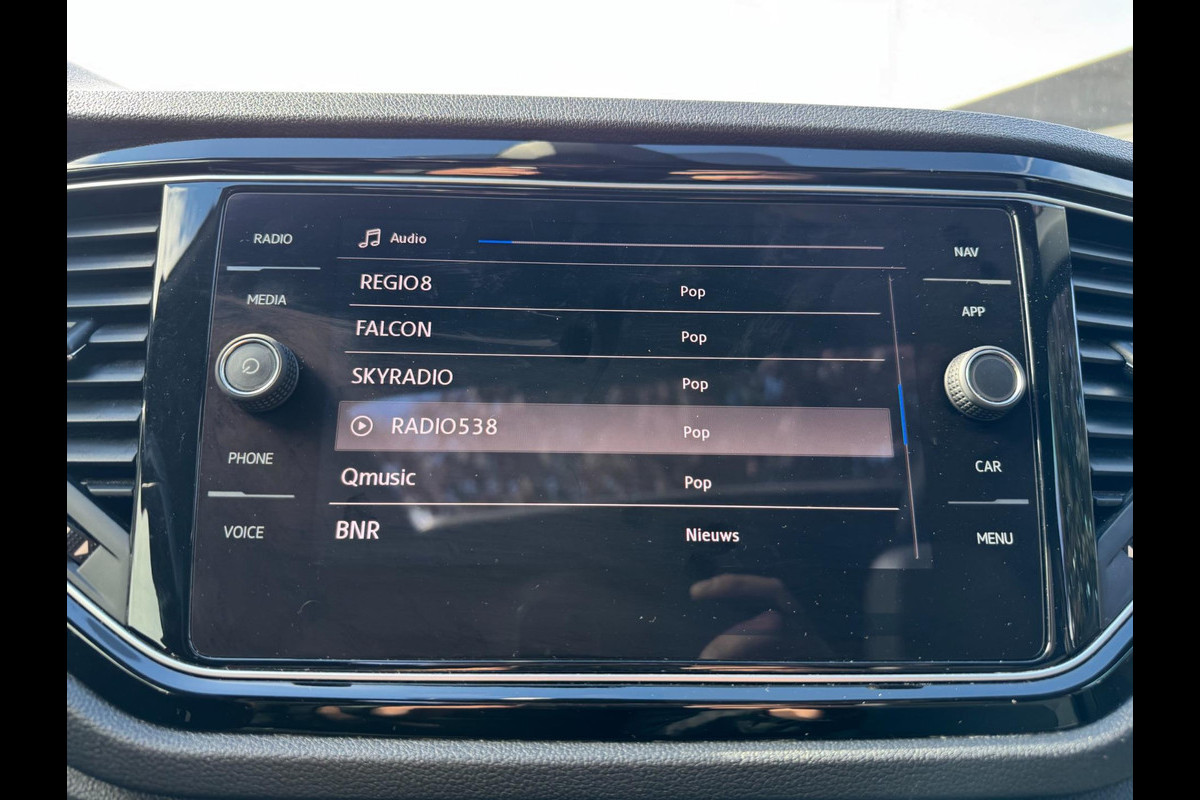 RADIO
MEDIA
PHONE
VOICE
Audio
REGIO8 Pop
FALCON Pop
SKYRADIO Pop
RADIO538 Pop
Qmusic Pop
BNR Nieuws
NAV
APP
CAR
MENU